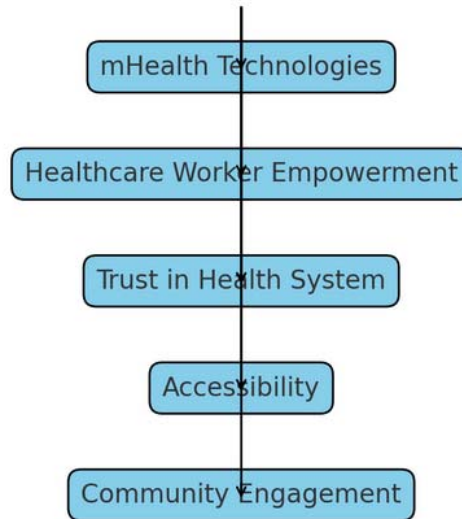 mHealth Technologies
Healthcare Worker Empowerment
Trust in Health System
Accessibility
Community Engagement